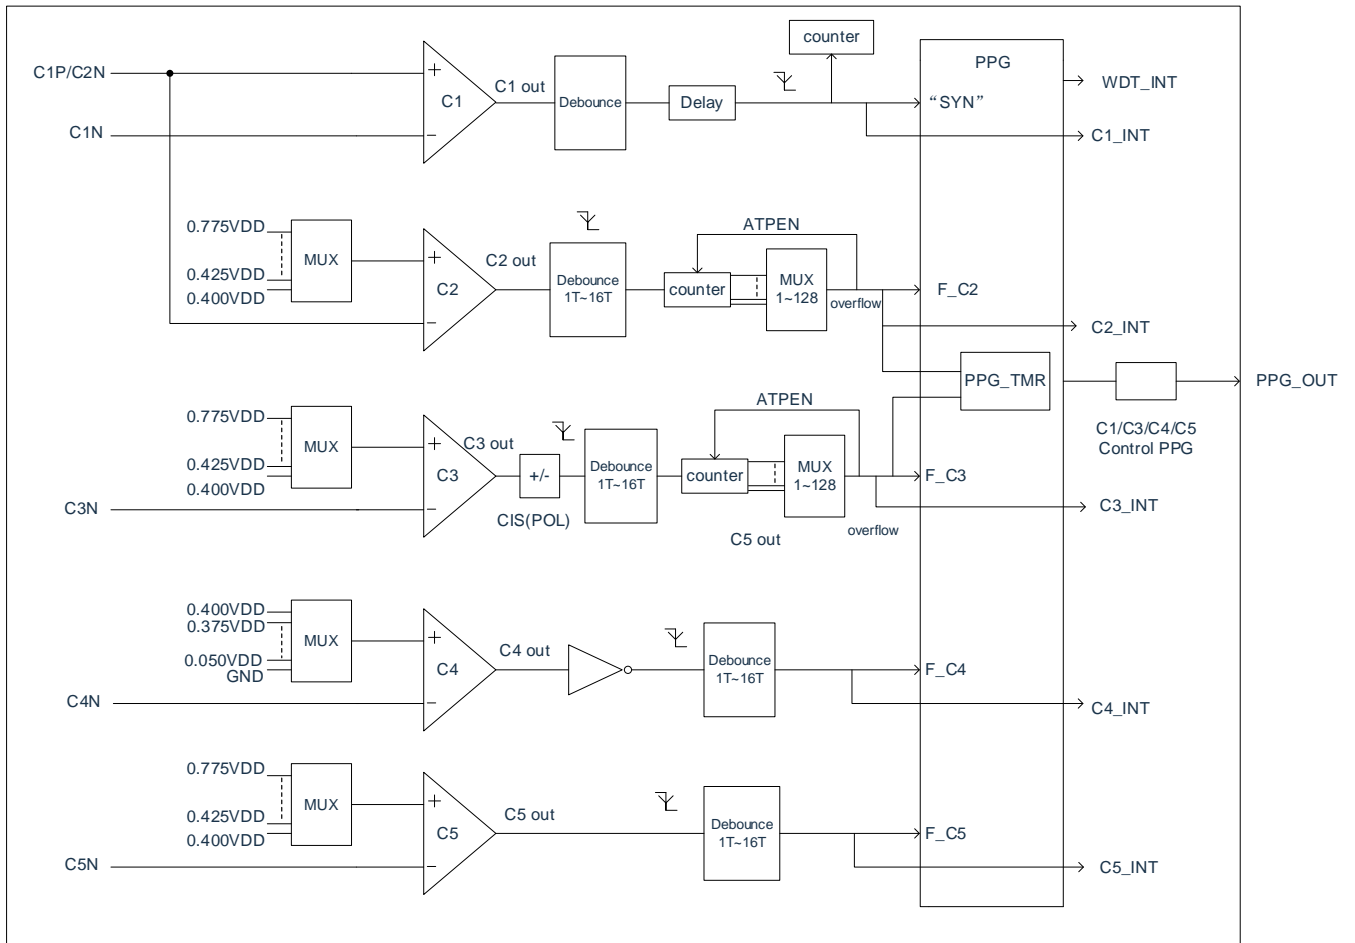 counter
PPG
C1P/C2N
+
C1
C1 out
Debounce
Delay
“SYN”
WDT_INT
C1N
−
C1_INT
0.775VDD
MUX
0.425VDD
0.400VDD
+
C2
−
C2 out
Debounce
1T~16T
ATPEN
counter
MUX
1~128
overflow
F_C2
C2_INT
PPG_TMR
PPG_OUT
C1/C3/C4/C5
Control PPG
0.775VDD
MUX
0.425VDD
0.400VDD
C3N
+
C3
−
C3 out
+/-
CIS(POL)
Debounce
1T~16T
ATPEN
counter
MUX
1~128
C5 out
overflow
F_C3
C3_INT
0.400VDD
0.375VDD
MUX
0.050VDD
GND
C4N
+
C4
−
C4 out
Debounce
1T~16T
F_C4
C4_INT
0.775VDD
MUX
0.425VDD
0.400VDD
C5N
+
C5
−
C5 out
Debounce
1T~16T
F_C5
C5_INT